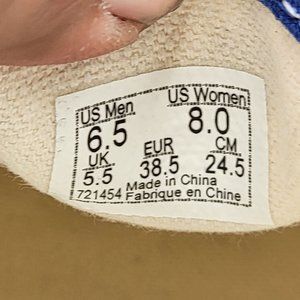 US Men US Women
6.5 8.0
UK EUR CM
5.5 38.5 24.5
Made in China
721454 Fabrique en Chine